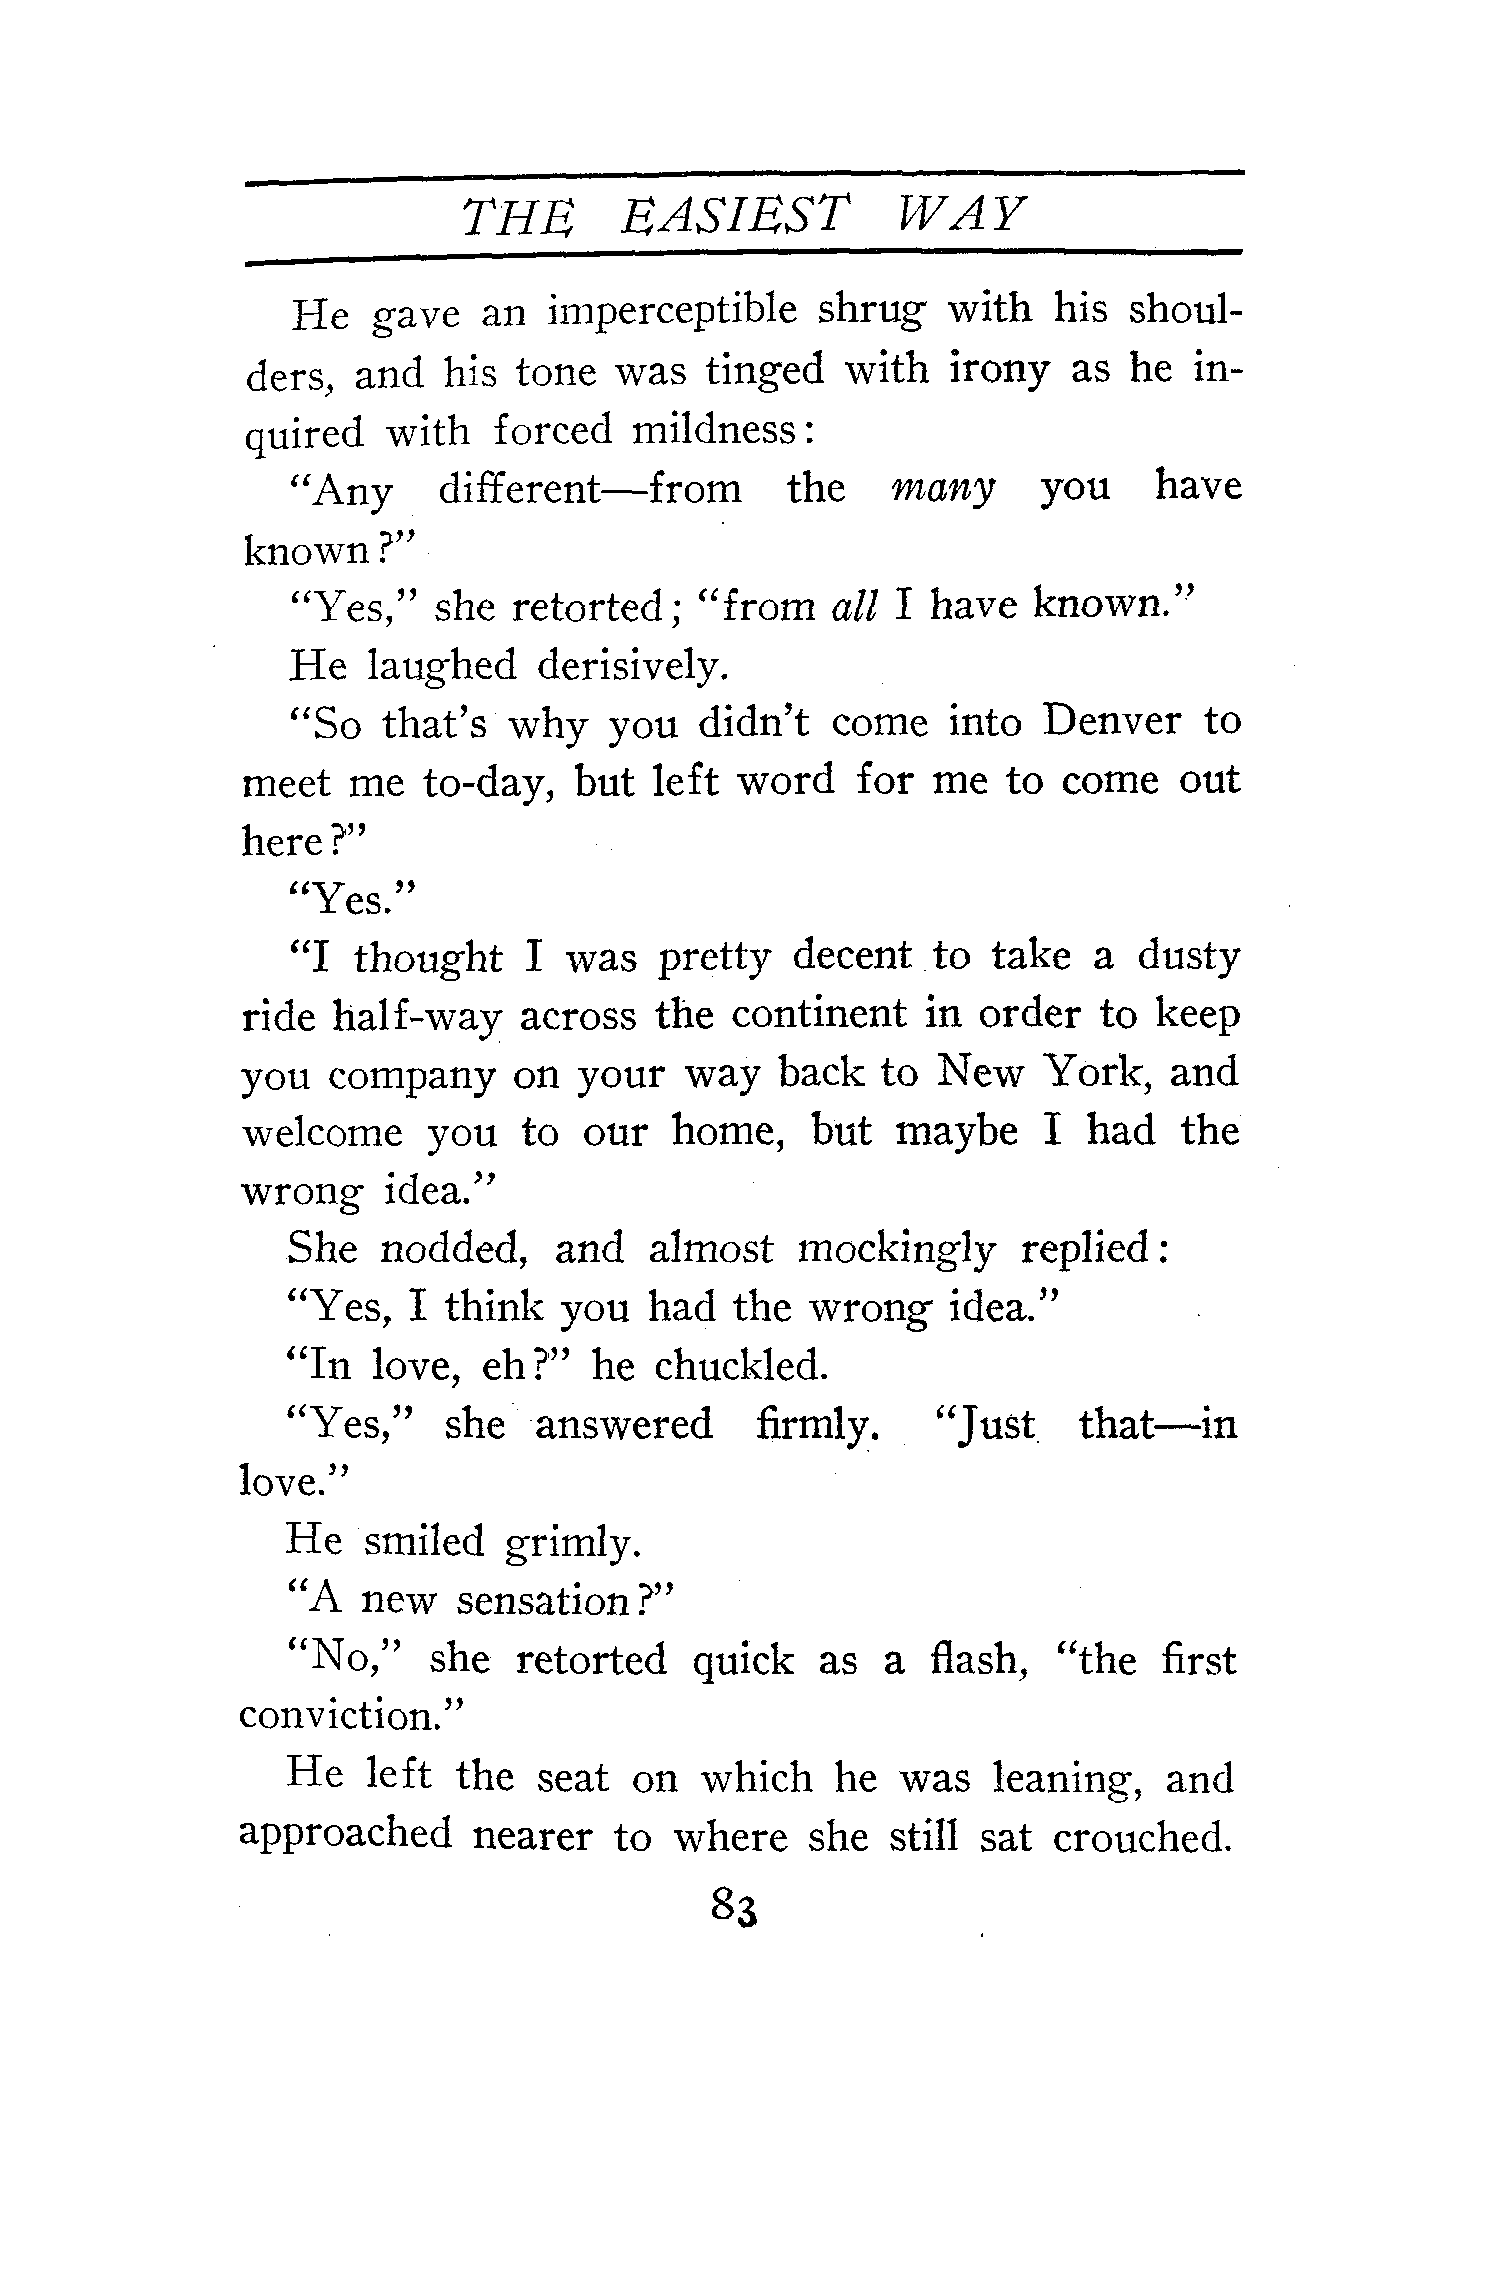 THE EASIEST WAY
He gave an imperceptible shrug with his shoul-
ders, and his tone was tinged with irony as he in-
quired with forced mildness:
"Any different—from the many you have
known?"
"Yes," she retorted; "from all I have known."
He laughed derisively.
"So that's why you didn't come into Denver to
meet me to-day, but left word for me to come out
here?"
"Yes."
"I thought I was pretty decent to take a dusty
ride half-way across the continent in order to keep
you company on your way back to New York, and
welcome you to our home, but maybe I had the
wrong idea."
She nodded, and almost mockingly replied:
"Yes, I think you had the wrong idea."
"In love, eh?" he chuckled.
"Yes," she answered firmly. "Just that—in
love."
He smiled grimly.
"A new sensation?"
"No," she retorted quick as a flash, "the first
conviction."
He left the seat on which he was leaning, and
approached nearer to where she still sat crouched.
83